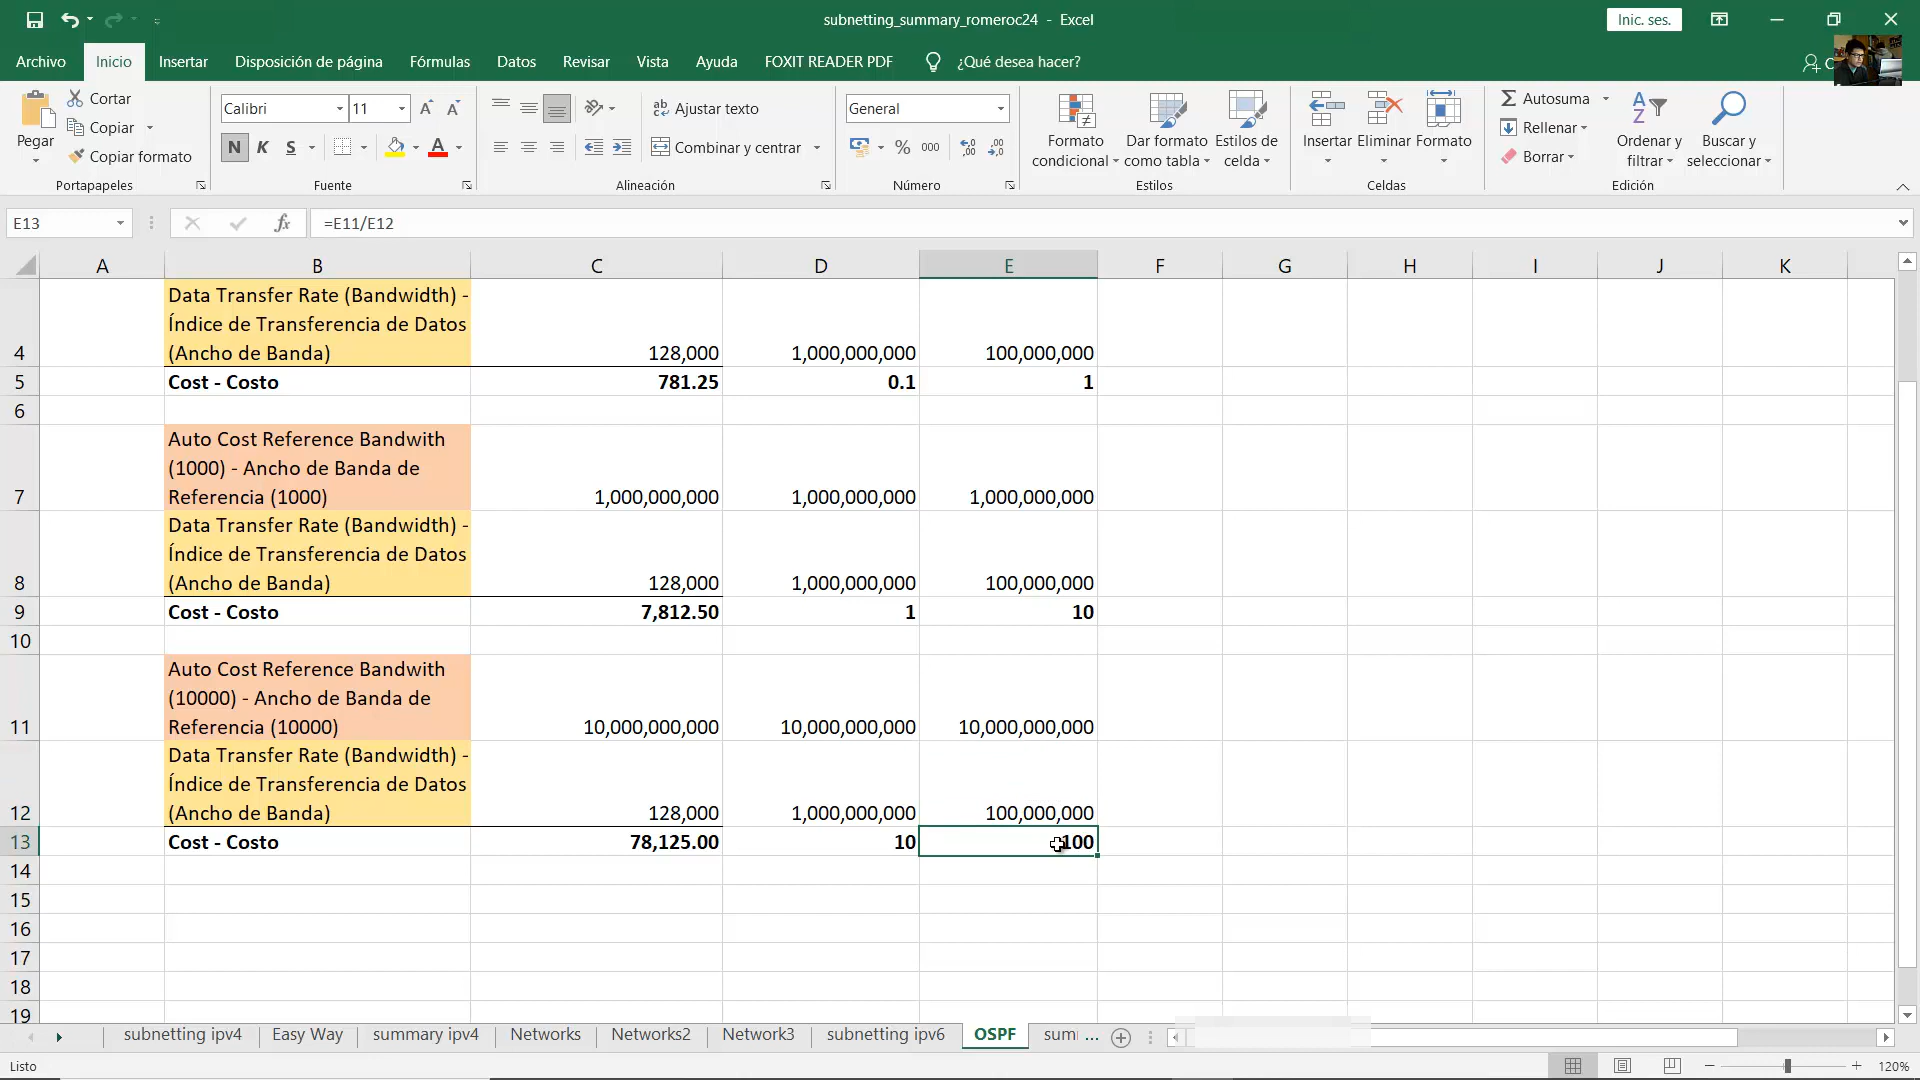 subnetting_summary_romeroc24 - Excel
Inic. ses.
Archivo Inicio Insertar Disposición de página Fórmulas Datos Revisar Vista Ayuda FOXIT READER PDF ¿Qué desea hacer?
Pegar
Cortar
Copiar
Copiar formato
Portapapeles
Calibri 11
N K S
A
Fuente
Ajustar texto
Combinar y centrar
Alineación
General
% 000
Número
Formato condicional
Dar formato como tabla
Estilos de celda
Estilos
Insertar Eliminar Formato
Celdas
Autosuma
Rellenar
Borrar
Ordenar y filtrar
Buscar y seleccionar
Edición
E13 fx =E11/E12
A B C D E F G H I J K
Data Transfer Rate (Bandwidth) -
Índice de Transferencia de Datos
4 (Ancho de Banda) 128,000 1,000,000,000 100,000,000
5 Cost - Costo 781.25 0.1 1
6
Auto Cost Reference Bandwith
(1000) - Ancho de Banda de
7 Referencia (1000) 1,000,000,000 1,000,000,000 1,000,000,000
Data Transfer Rate (Bandwidth) -
Índice de Transferencia de Datos
8 (Ancho de Banda) 128,000 1,000,000,000 100,000,000
9 Cost - Costo 7,812.50 1 10
10
Auto Cost Reference Bandwith
(10000) - Ancho de Banda de
11 Referencia (10000) 10,000,000,000 10,000,000,000 10,000,000,000
Data Transfer Rate (Bandwidth) -
Índice de Transferencia de Datos
12 (Ancho de Banda) 128,000 1,000,000,000 100,000,000
13 Cost - Costo 78,125.00 10 100
14
15
16
17
18
19
subnetting ipv4 Easy Way summary ipv4 Networks Networks2 Network3 subnetting ipv6 OSPF ...
Listo 120%